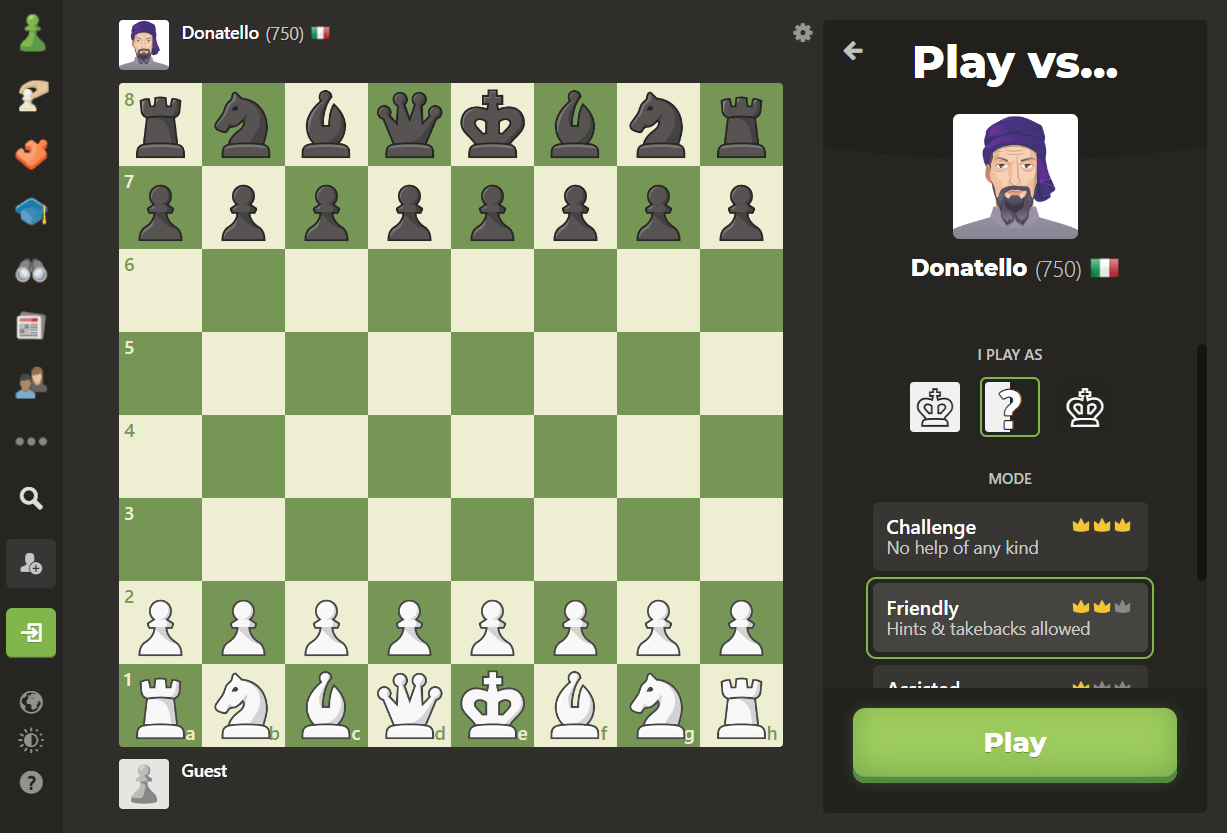 Donatello (750)
8
7
6
5
4
3
2
1
a
b
c
d
e
f
g
h
Guest
Play vs...
Donatello (750)
I PLAY AS
?
MODE
Challenge
No help of any kind
Friendly
Hints & takebacks allowed
Assisted
Play
?